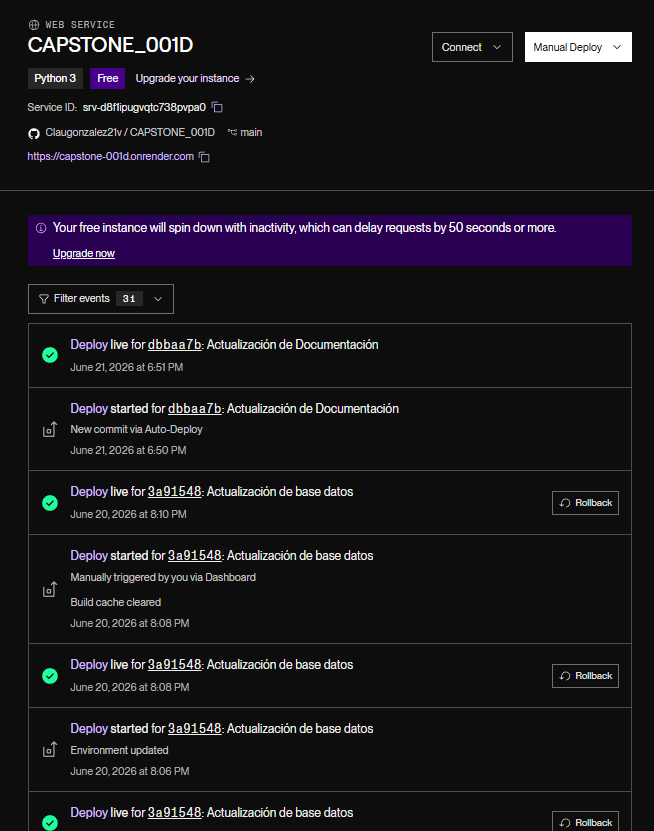 WEB SERVICE
CAPSTONE_001D
Connect
Manual Deploy
Python 3 Free Upgrade your instance →
Service ID: srv-d8f1ipugvqtc738pvpa0
Claugonzalez21v / CAPSTONE_001D main
https://capstone-001d.onrender.com
Your free instance will spin down with inactivity, which can delay requests by 50 seconds or more.
Upgrade now
Filter events 31
Deploy live for dbbaa7b: Actualización de Documentación
June 21, 2026 at 6:51 PM
Deploy started for dbbaa7b: Actualización de Documentación
New commit via Auto-Deploy
June 21, 2026 at 6:50 PM
Deploy live for 3a91548: Actualización de base datos
June 20, 2026 at 8:10 PM
Rollback
Deploy started for 3a91548: Actualización de base datos
Manually triggered by you via Dashboard
Build cache cleared
June 20, 2026 at 8:08 PM
Deploy live for 3a91548: Actualización de base datos
June 20, 2026 at 8:08 PM
Rollback
Deploy started for 3a91548: Actualización de base datos
Environment updated
June 20, 2026 at 8:06 PM
Deploy live for 3a91548: Actualización de base datos
Rollback